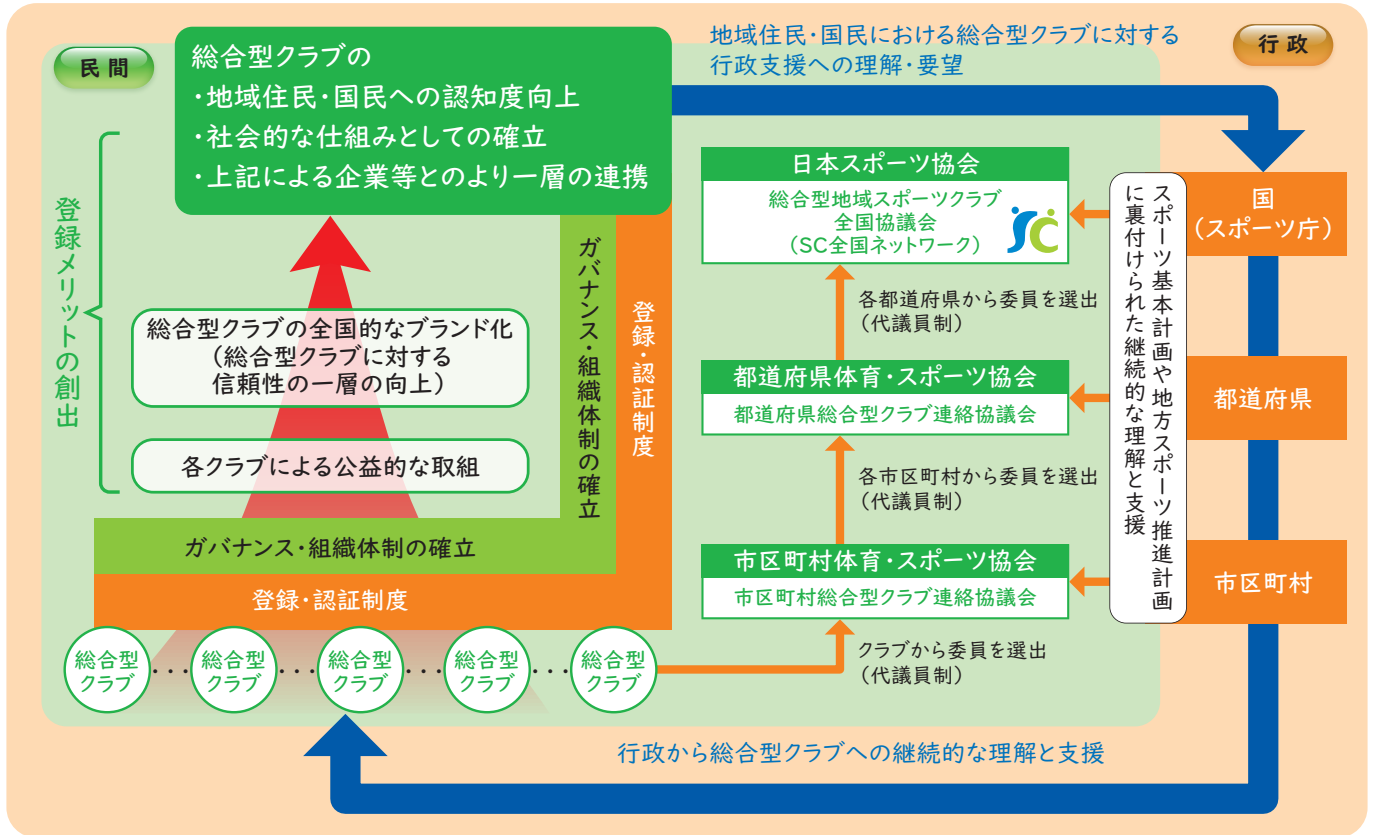 民間
総合型クラブの
・地域住民・国民への認知度向上
・社会的な仕組みとしての確立
・上記による企業等とのより一層の連携
地域住民・国民における総合型クラブに対する
行政支援への理解・要望
行政
登録メリットの創出
総合型クラブの全国的なブランド化
（総合型クラブに対する
信頼性の一層の向上）
各クラブによる公益的な取組
ガバナンス・組織体制の確立
登録・認証制度
ガバナンス・組織体制の確立
登録・認証制度
総合型
クラブ
・・・
総合型
クラブ
・・・
総合型
クラブ
・・・
総合型
クラブ
・・・
総合型
クラブ
日本スポーツ協会
総合型地域スポーツクラブ
全国協議会
（SC全国ネットワーク）
SC
各都道府県から委員を選出
（代議員制）
都道府県体育・スポーツ協会
都道府県総合型クラブ連絡協議会
各市区町村から委員を選出
（代議員制）
市区町村体育・スポーツ協会
市区町村総合型クラブ連絡協議会
クラブから委員を選出
（代議員制）
スポーツ基本計画や地方スポーツ推進計画
に裏付けられた継続的な理解と支援
国
（スポーツ庁）
都道府県
市区町村
行政から総合型クラブへの継続的な理解と支援